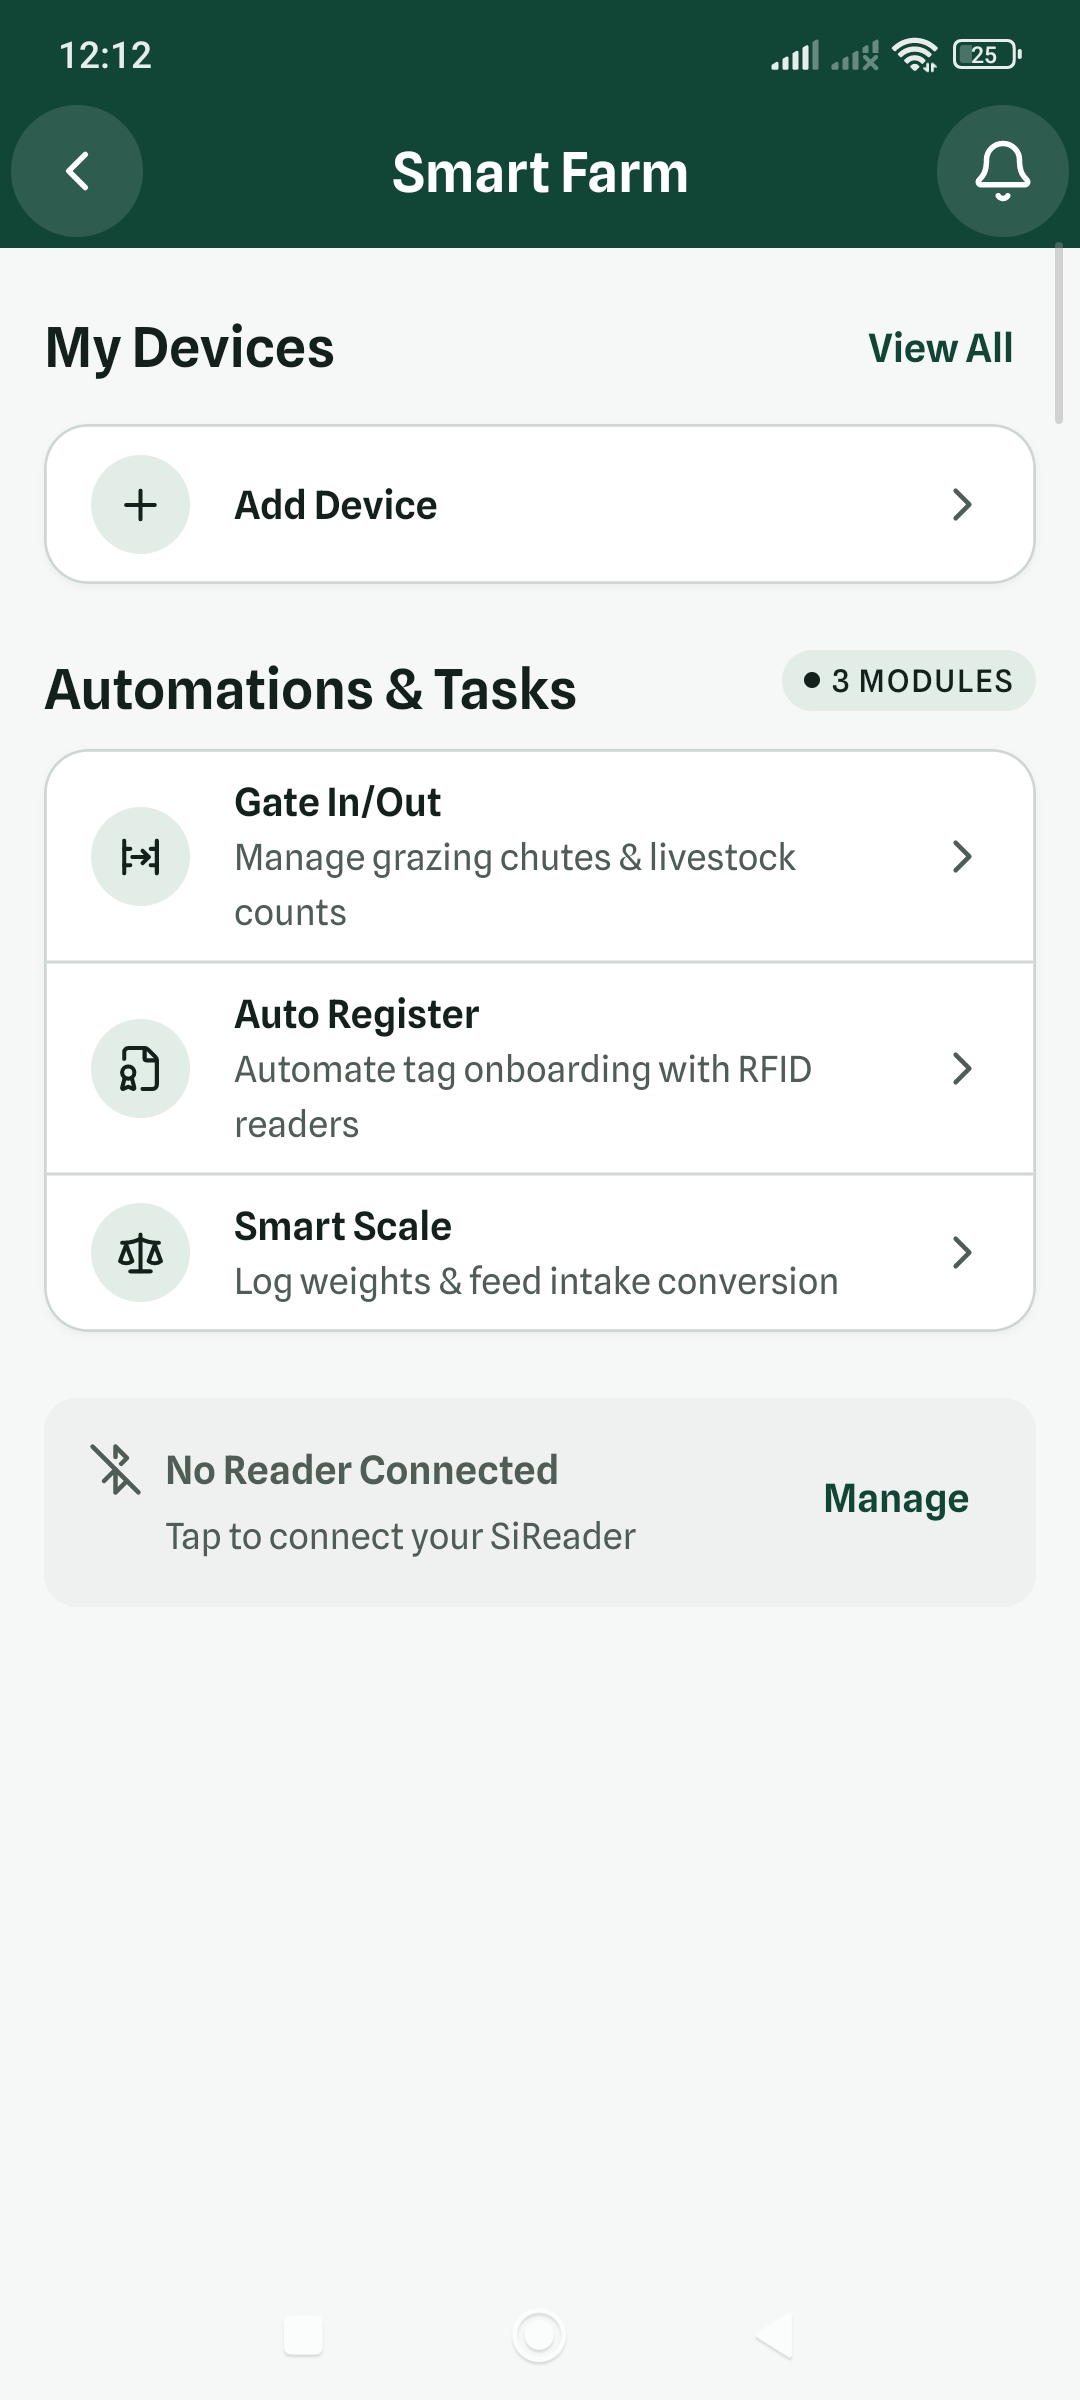 12:12
25
Smart Farm
My Devices
View All
Add Device
Automations & Tasks
3 MODULES
Gate In/Out
Manage grazing chutes & livestock
counts
Auto Register
Automate tag onboarding with RFID
readers
Smart Scale
Log weights & feed intake conversion
No Reader Connected
Tap to connect your SiReader
Manage